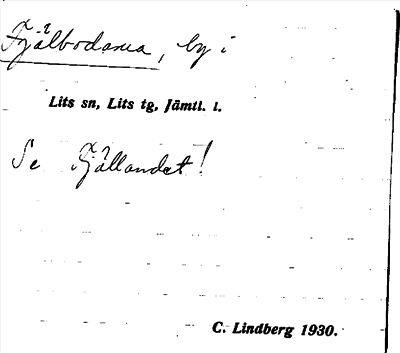 Fjälbodarna, by i
Lits sn, Lits tg, Jämtl. l.
Se Fjällandet!
C. Lindberg 1930.